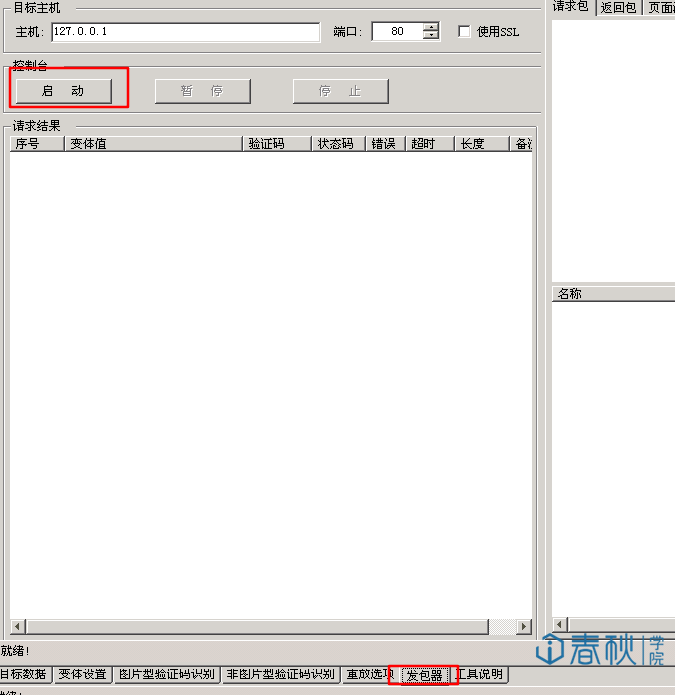 目标主机
主机: 127.0.0.1 端口: 80 使用SSL
控制台
启 动 暂 停 停 止
请求结果
序号 变体值 验证码 状态码 错误 超时 长度
请求包 返回包 页面
名称
就绪!
目标数据 变体设置 图片型验证码识别 非图片型验证码识别 重放选项 发包器 工具说明
春秋学院